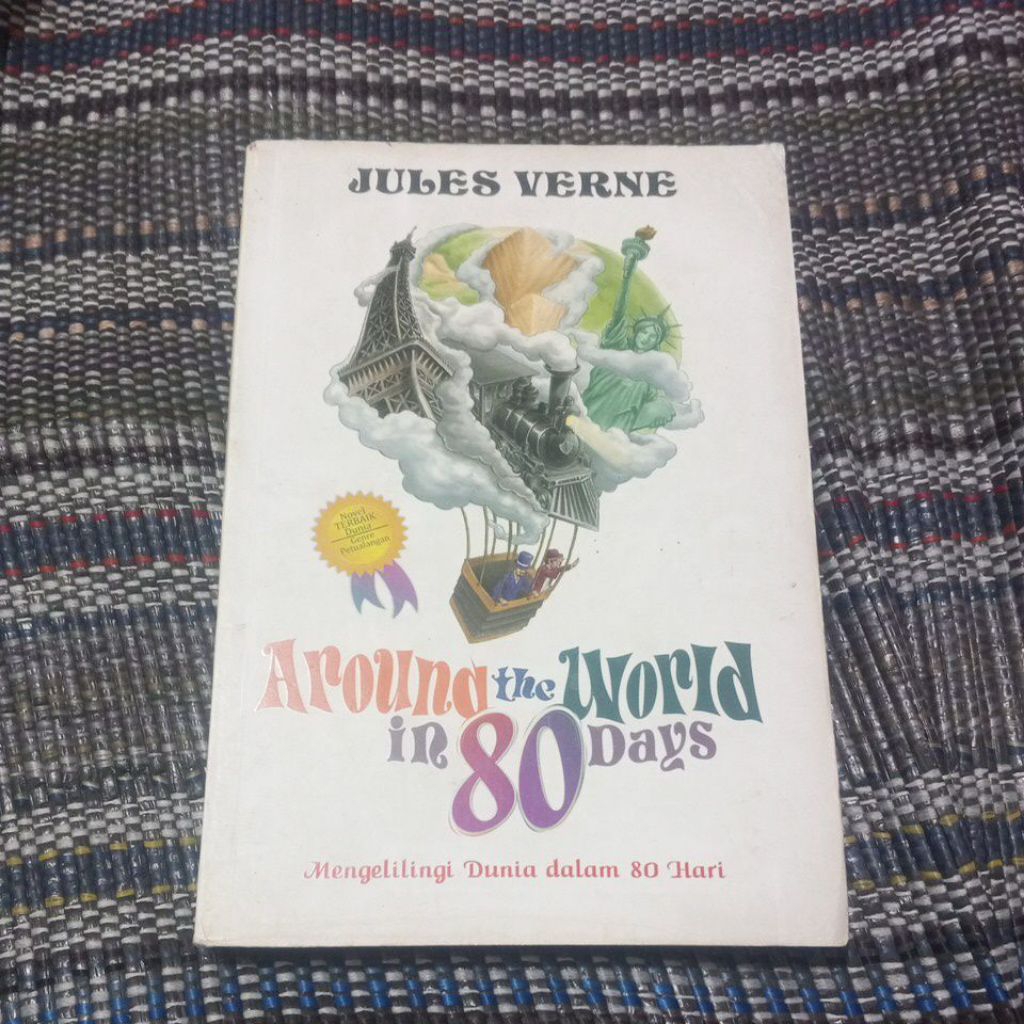 JULES VERNE
Novel
TERBAIK
Dunia
Genre
Petualangan
Around the World
in 80 Days
Mengelilingi Dunia dalam 80 Hari